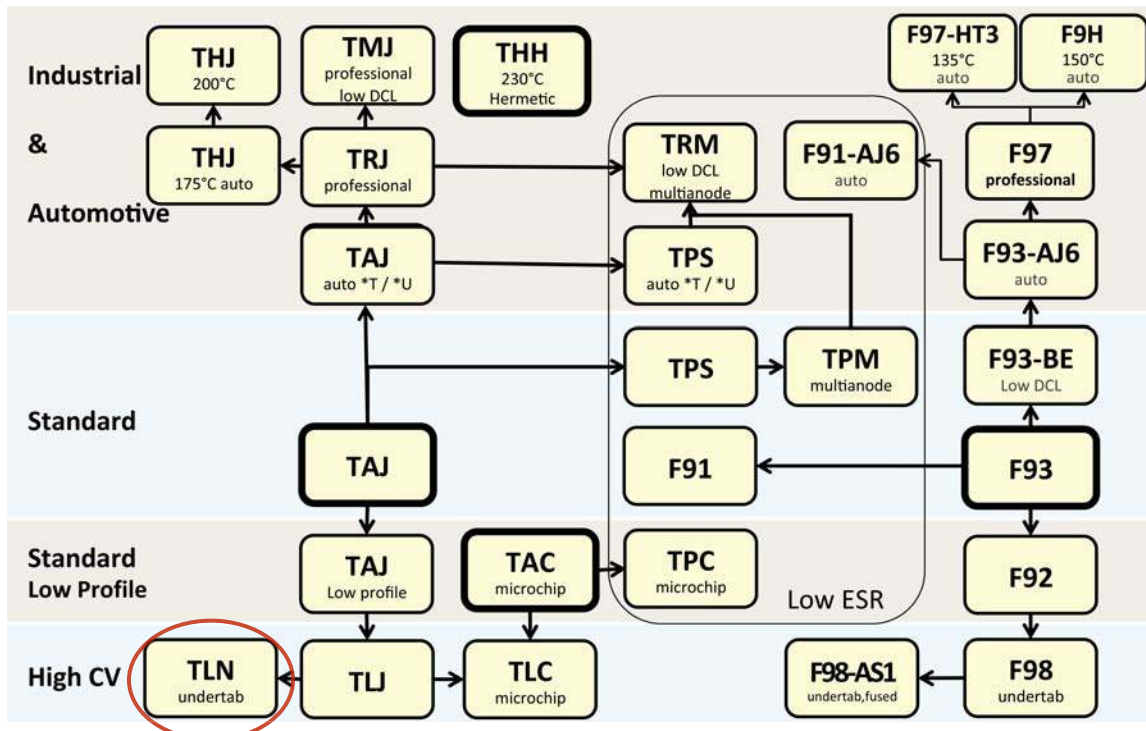 Industrial
&
Automotive
THJ
200°C
TMJ
professional
low DCL
THH
230°C
Hermetic
F97-HT3
135°C
auto
F9H
150°C
auto
THJ
175°C auto
TRJ
professional
TRM
low DCL
multianode
F91-AJ6
auto
F97
professional
TAJ
auto *T / *U
TPS
auto *T / *U
F93-AJ6
auto
Standard
TPS
TPM
multianode
F93-BE
Low DCL
TAJ
F91
F93
Standard
Low Profile
TAJ
Low profile
TAC
microchip
TPC
microchip
Low ESR
F92
High CV
TLN
undertab
TLJ
TLC
microchip
F98-AS1
undertab,fused
F98
undertab